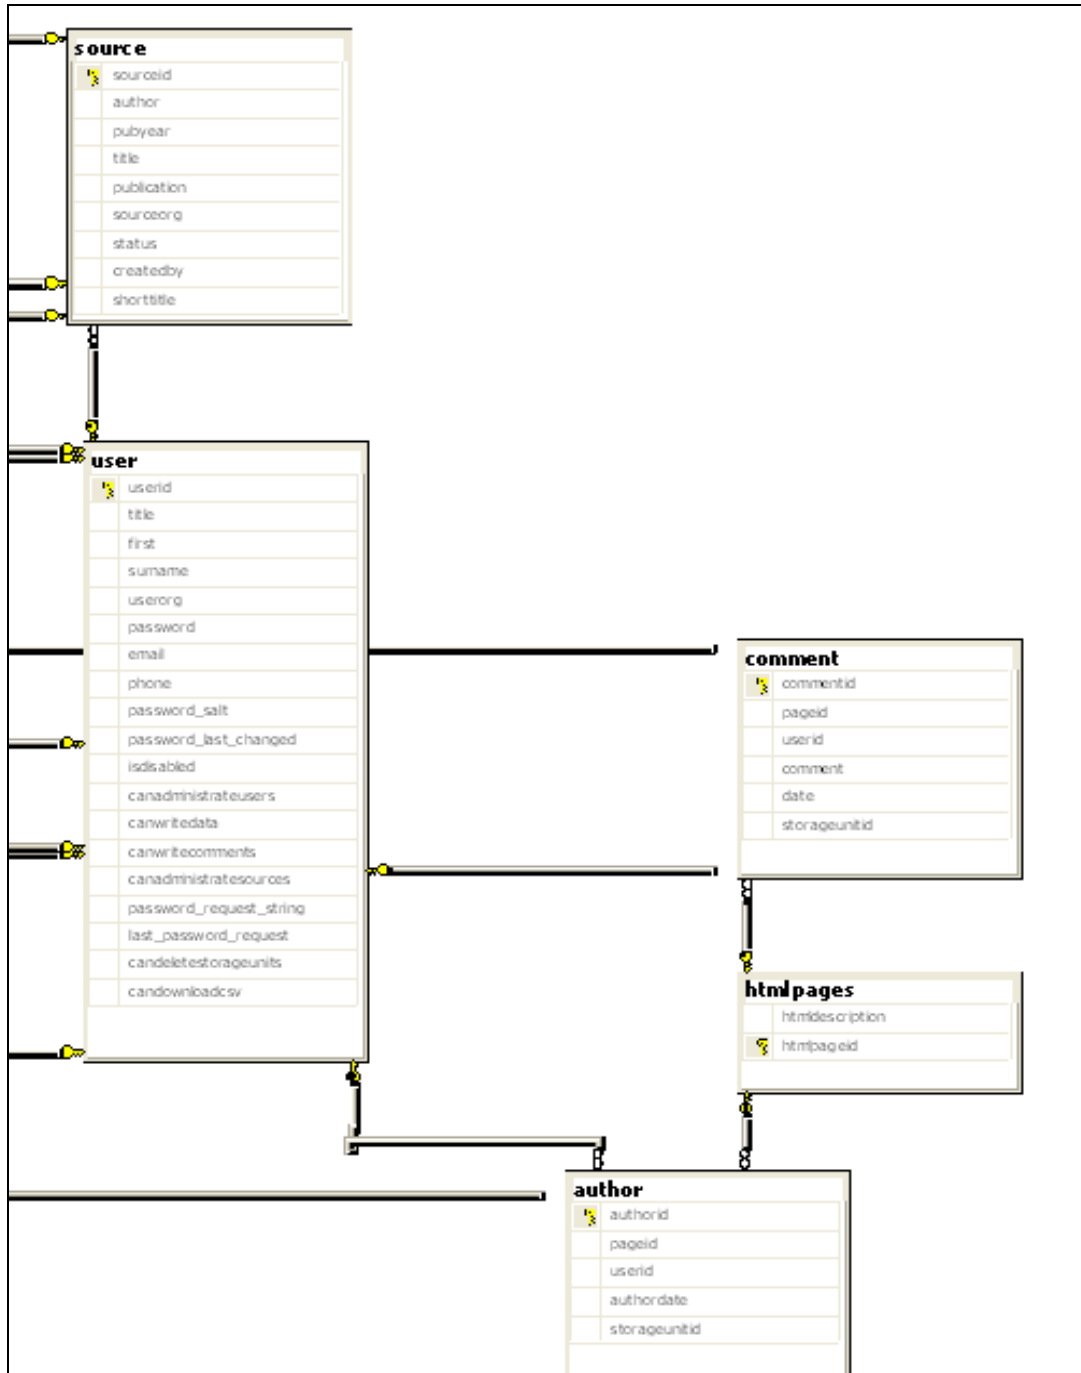 source
sourceid
author
pubyear
title
publication
sourceorg
status
createdby
shorttitle
user
userid
title
first
surname
userorg
password
email
phone
password_salt
password_last_changed
isdisabled
canadministrateusers
canwritedata
canwritecomments
canadministratesources
password_request_string
last_password_request
candeletestorageunits
candownloadcsv
comment
commentid
pageid
userid
comment
date
storageunitid
htmlpages
htmldescription
htmlpageid
author
authorid
pageid
userid
authordate
storageunitid